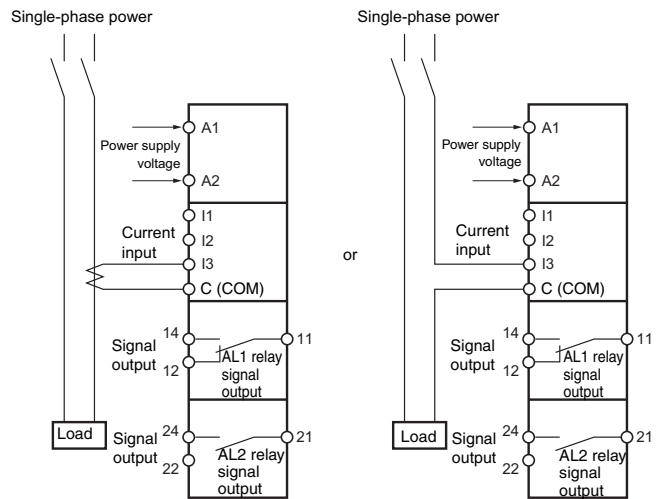 Single-phase power
A1
Power supply
voltage
A2
I1
I2
Current
input
I3
C (COM)
Signal
output
14
12
11
AL1 relay
signal
output
Load
Signal
output
24
22
21
AL2 relay
signal
output
or
Single-phase power
A1
Power supply
voltage
A2
I1
I2
Current
input
I3
C (COM)
Signal
output
14
12
11
AL1 relay
signal
output
Load
Signal
output
24
22
21
AL2 relay
signal
output